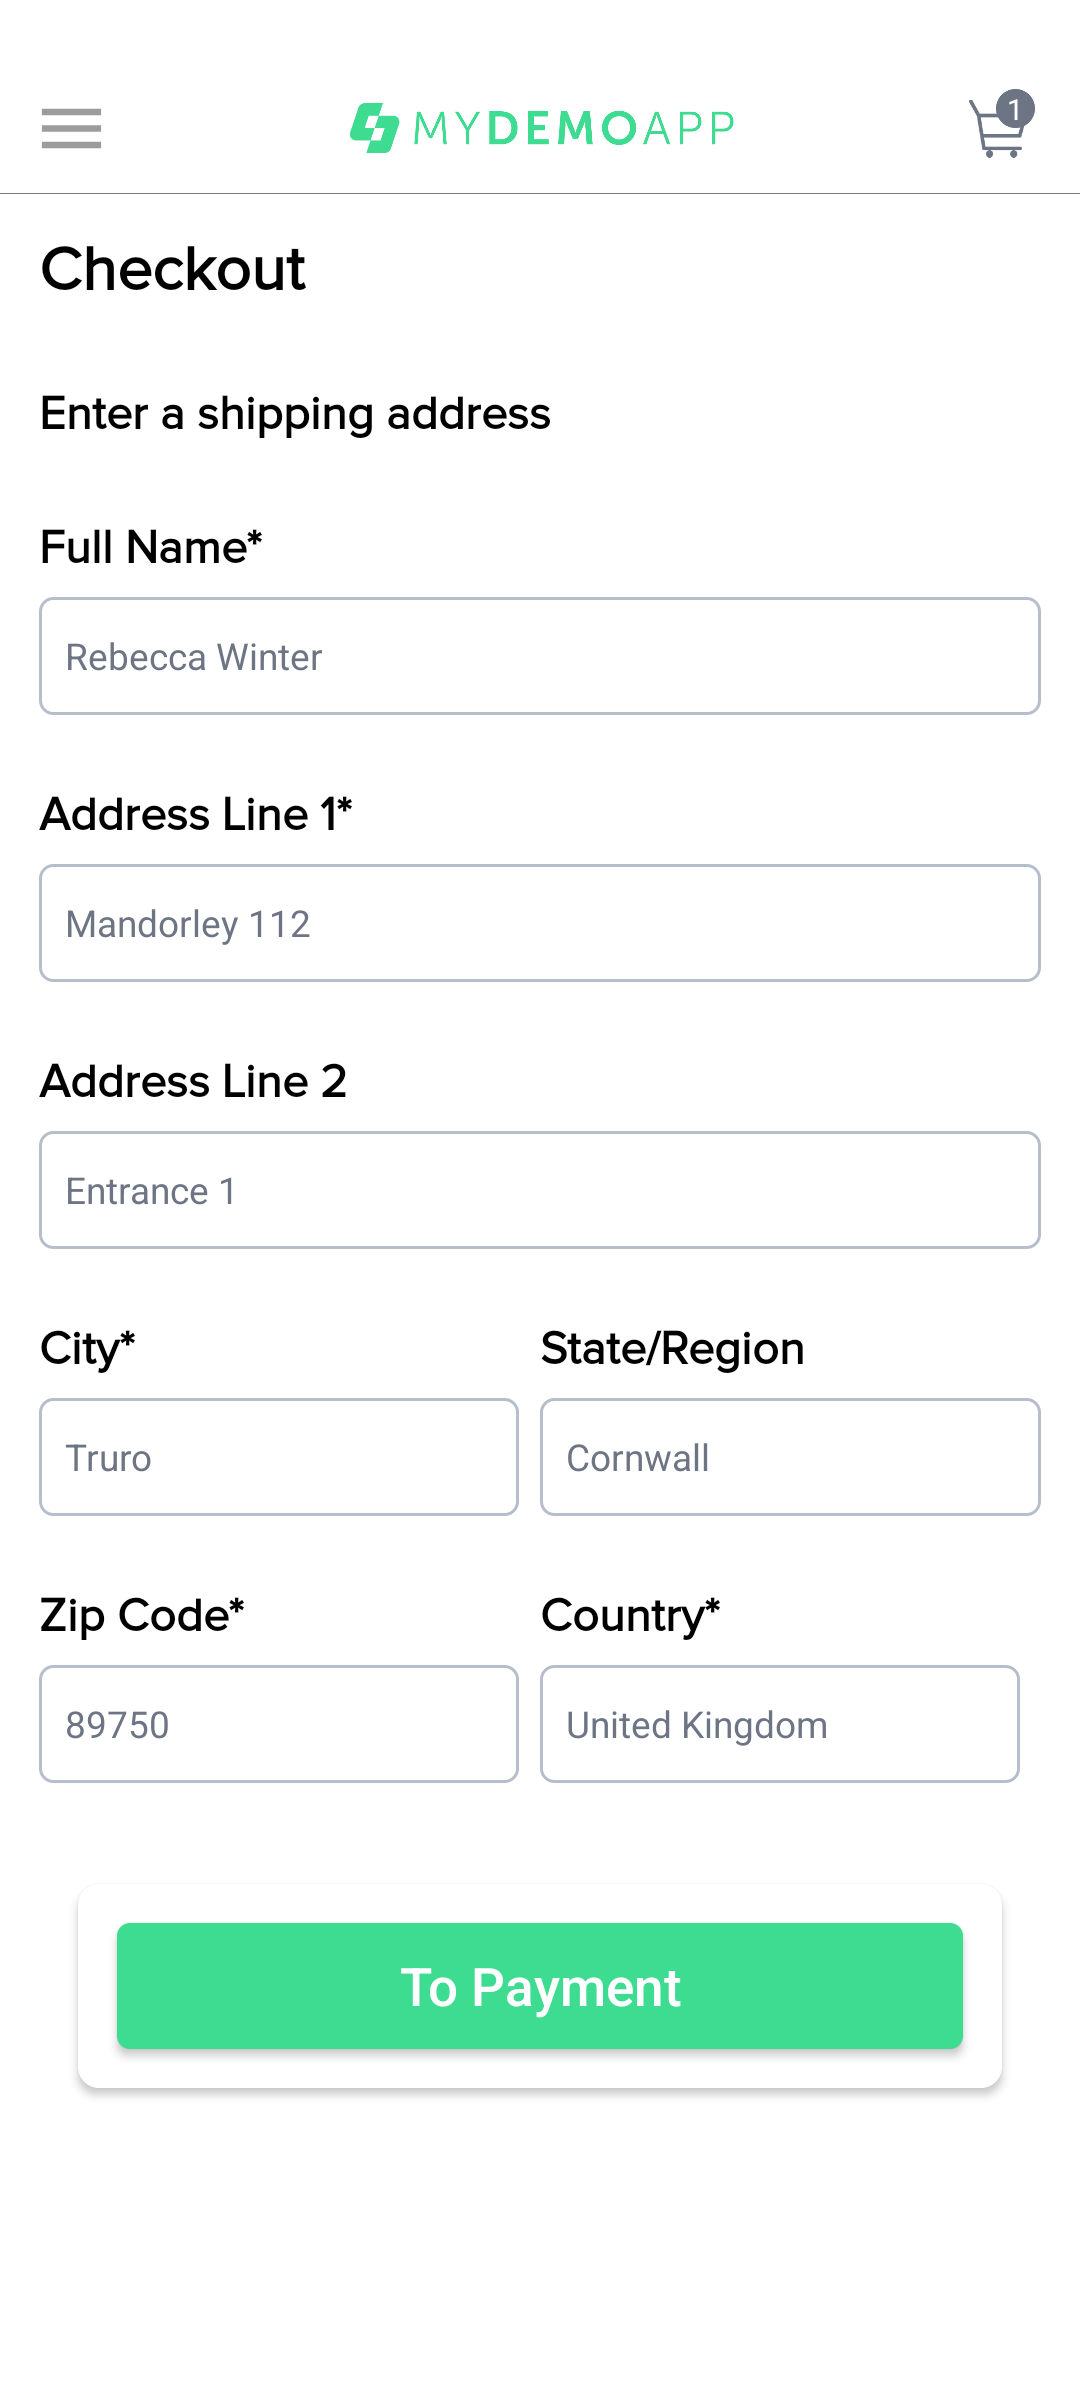 MYDEMOAPP
1
Checkout
Enter a shipping address
Full Name*
Rebecca Winter
Address Line 1*
Mandorley 112
Address Line 2
Entrance 1
City*
State/Region
Truro
Cornwall
Zip Code*
Country*
89750
United Kingdom
To Payment